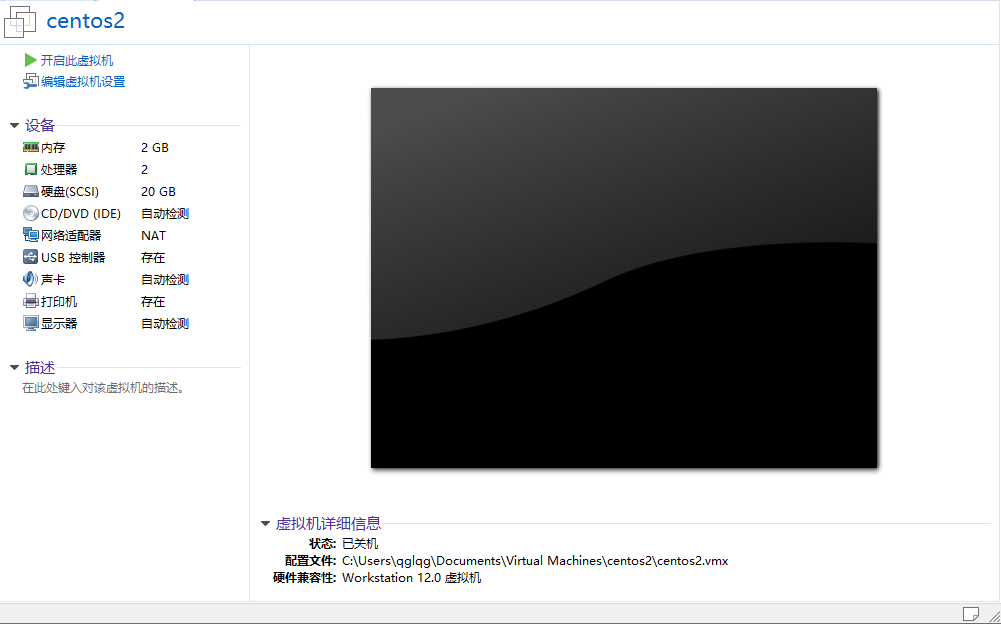 centos2
开启此虚拟机
编辑虚拟机设置
设备
内存 2 GB
处理器 2
硬盘(SCSI) 20 GB
CD/DVD (IDE) 自动检测
网络适配器 NAT
USB 控制器 存在
声卡 自动检测
打印机 存在
显示器 自动检测
描述
在此处键入对该虚拟机的描述。
虚拟机详细信息
状态: 已关机
配置文件: C:\Users\qglqg\Documents\Virtual Machines\centos2\centos2.vmx
硬件兼容性: Workstation 12.0 虚拟机